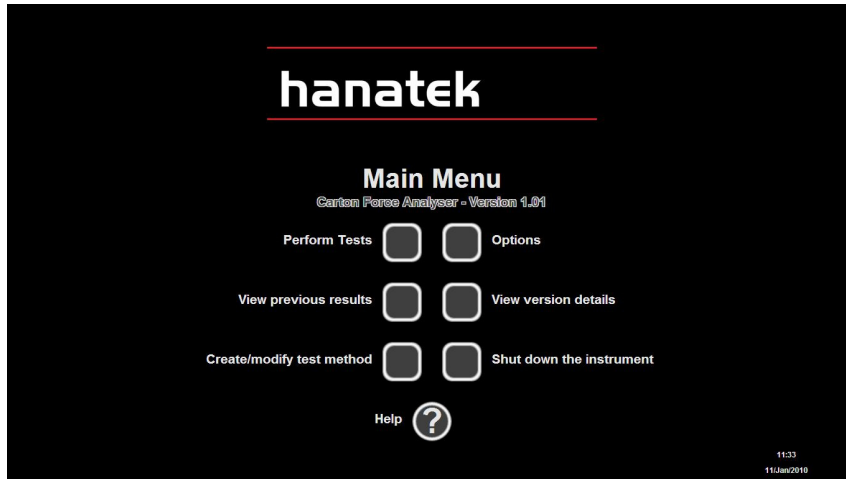 hanatek
Main Menu
Carton Force Analyser - Version 1.01
Perform Tests
Options
View previous results
View version details
Create/modify test method
Shut down the instrument
Help
?
11:33
11/Jan/2010